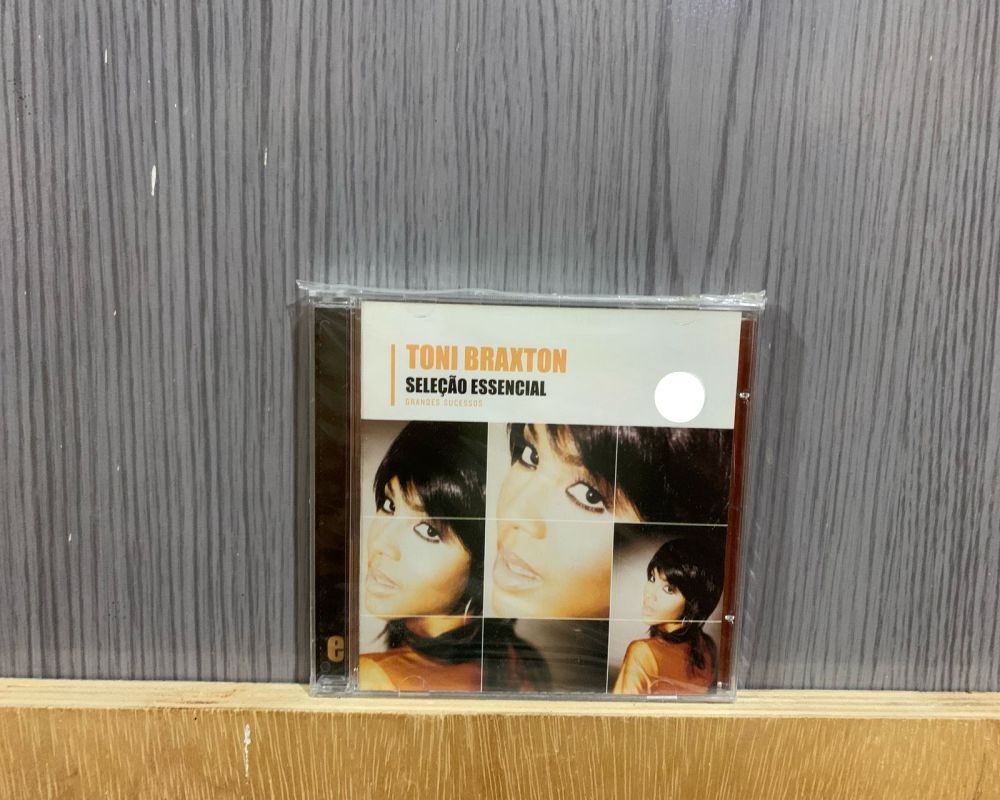 TONI BRAXTON
SELEÇÃO ESSENCIAL
GRANDES SUCESSOS
e